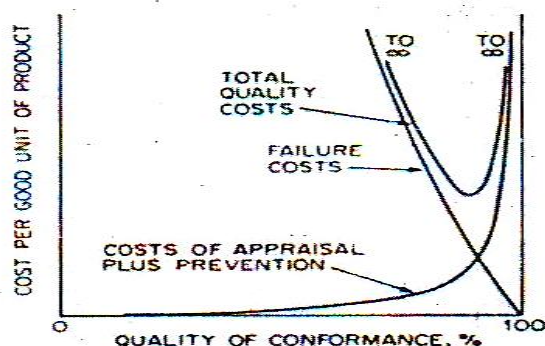 COST PER GOOD UNIT OF PRODUCT
TO
∞
TO
∞
TOTAL
QUALITY
COSTS
FAILURE
COSTS
COSTS OF APPRAISAL
PLUS PREVENTION
0
100
QUALITY OF CONFORMANCE, %